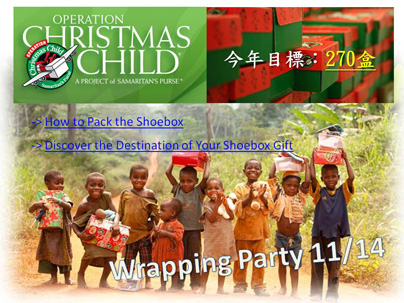 OPERATION
CHRISTMAS
CHILD®
A PROJECT of SAMARITAN'S PURSE®
今年目標：270盒
-> How to Pack the Shoebox
-> Discover the Destination of Your Shoebox Gift
Wrapping Party 11/14